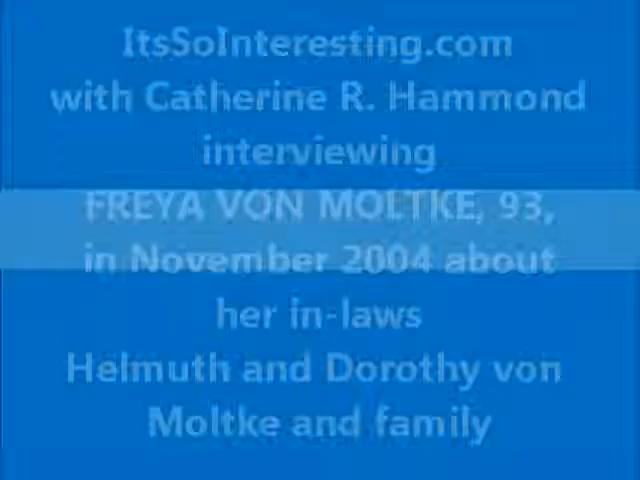 ItsSoInteresting.com
with Catherine R. Hammond
interviewing
FREYA VON MOLTKE, 93,
in November 2004 about
her in-laws
Helmuth and Dorothy von
Moltke and family